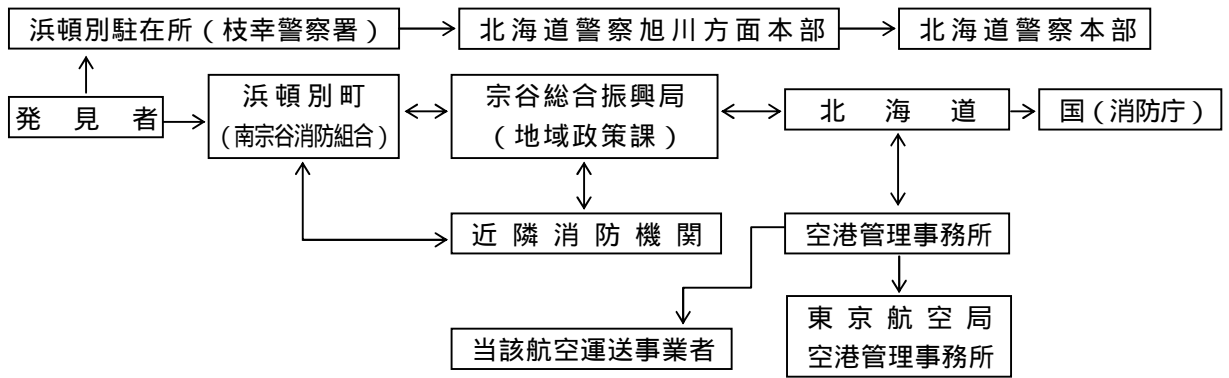 浜頓別駐在所（枝幸警察署）
北海道警察旭川方面本部
北海道警察本部
発見者
浜頓別町
（南宗谷消防組合）
宗谷総合振興局
（地域政策課）
北海道
国（消防庁）
近隣消防機関
空港管理事務所
当該航空運送事業者
東京航空局
空港管理事務所